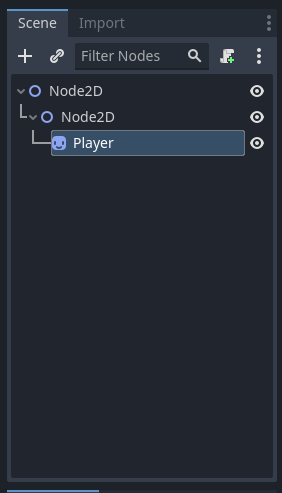 Scene Import
Filter Nodes
Node2D
Node2D
Player